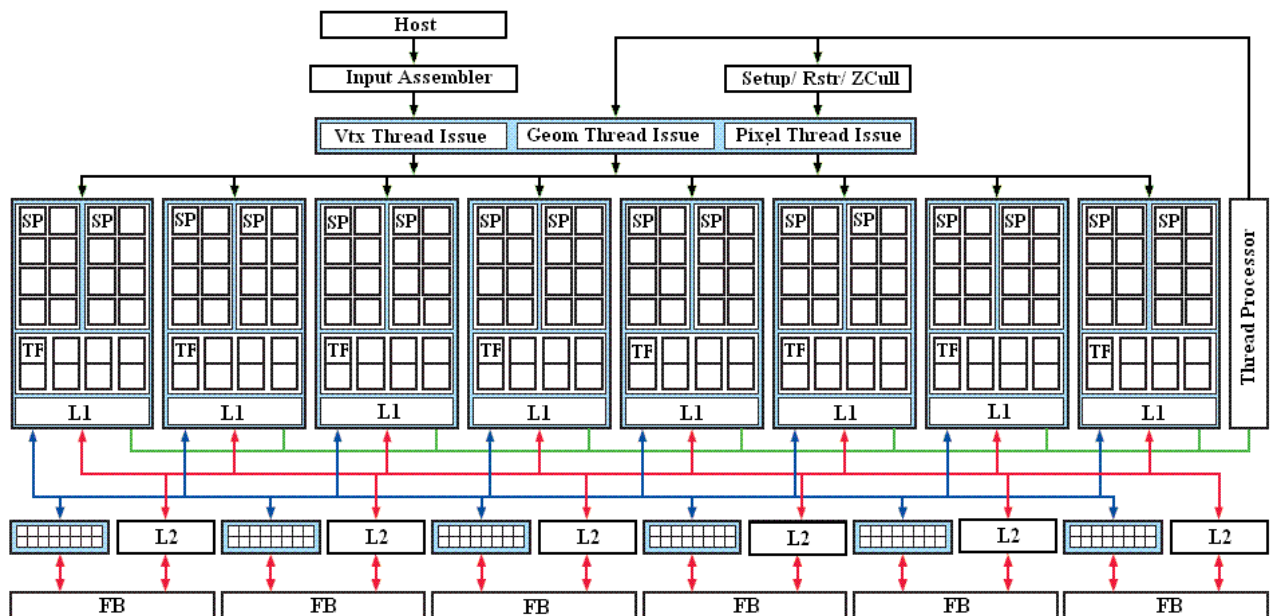 Host
Input Assembler
Setup/ Rstr/ ZCull
Vtx Thread Issue
Geom Thread Issue
Pixel Thread Issue
SP SP SP SP SP SP SP SP SP SP SP SP SP SP SP SP
TF TF TF TF TF TF TF TF
L1 L1 L1 L1 L1 L1 L1 L1
Thread Processor
L2 L2 L2 L2 L2 L2
FB FB FB FB FB FB